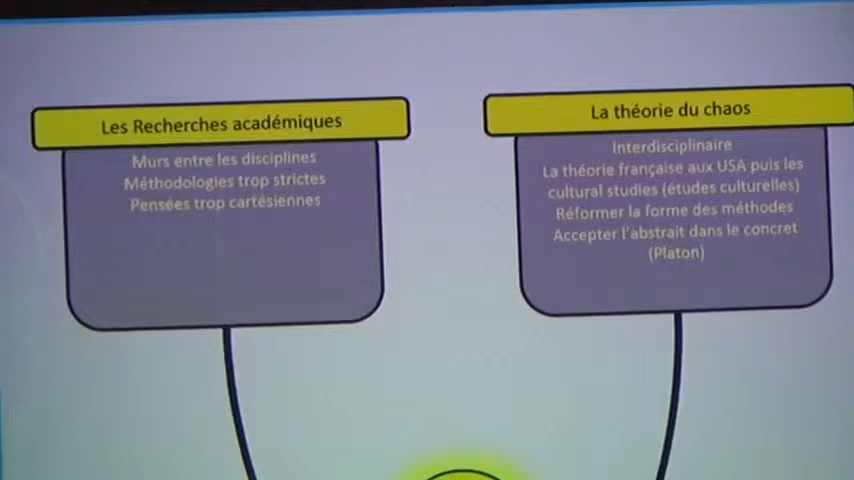 Les Recherches académiques
Murs entre les disciplines
Méthodologies trop strictes
Pensées trop cartésiennes
La théorie du chaos
Interdisciplinaire
La théorie française aux USA puis les
cultural studies (études culturelles)
Réformer la forme des méthodes
Accepter l'abstrait dans le concret
(Platon)